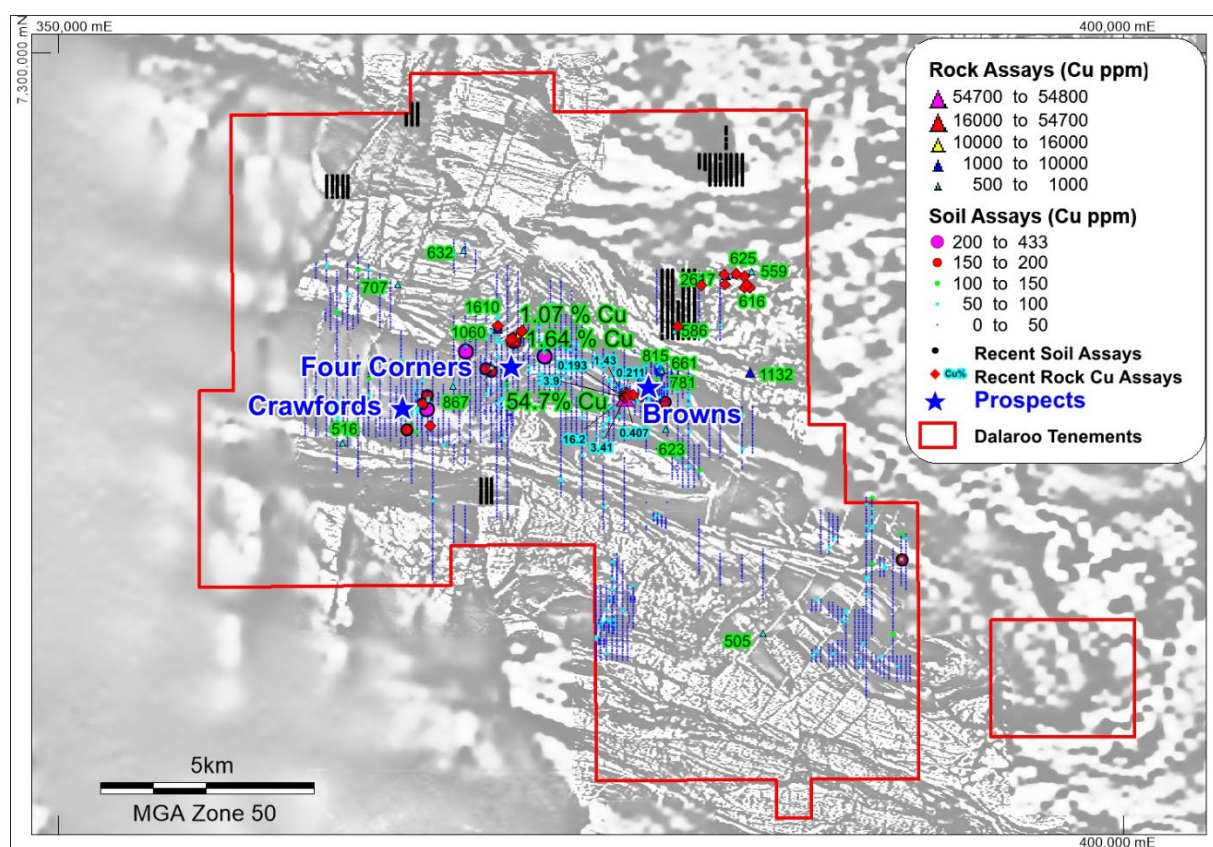 350,000 mE
400,000 mE
7,300,000 mN
Rock Assays (Cu ppm)
54700 to 54800
16000 to 54700
10000 to 16000
1000 to 10000
500 to 1000
Soil Assays (Cu ppm)
200 to 433
150 to 200
100 to 150
50 to 100
0 to 50
Recent Soil Assays
Cu% Recent Rock Cu Assays
Prospects
Dalaroo Tenements
632
625
559
707
2617
616
1610
1.07 % Cu
586
1060
1.64 % Cu
Four Corners
0.193
1.43
815
661
0.211
1132
3.9
781
Crawfords
867
54.7% Cu
Browns
516
16.2
0.407
3.41
623
505
5km
MGA Zone 50
400,000 mE